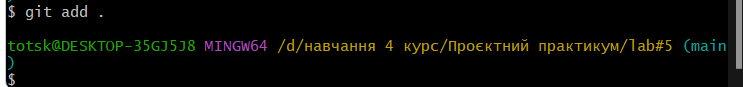 $ git add .
totsk@DESKTOP-35GJ5J8 MINGW64 /d/навчання 4 курс/Проєктний практикум/lab#5 (main
)
$